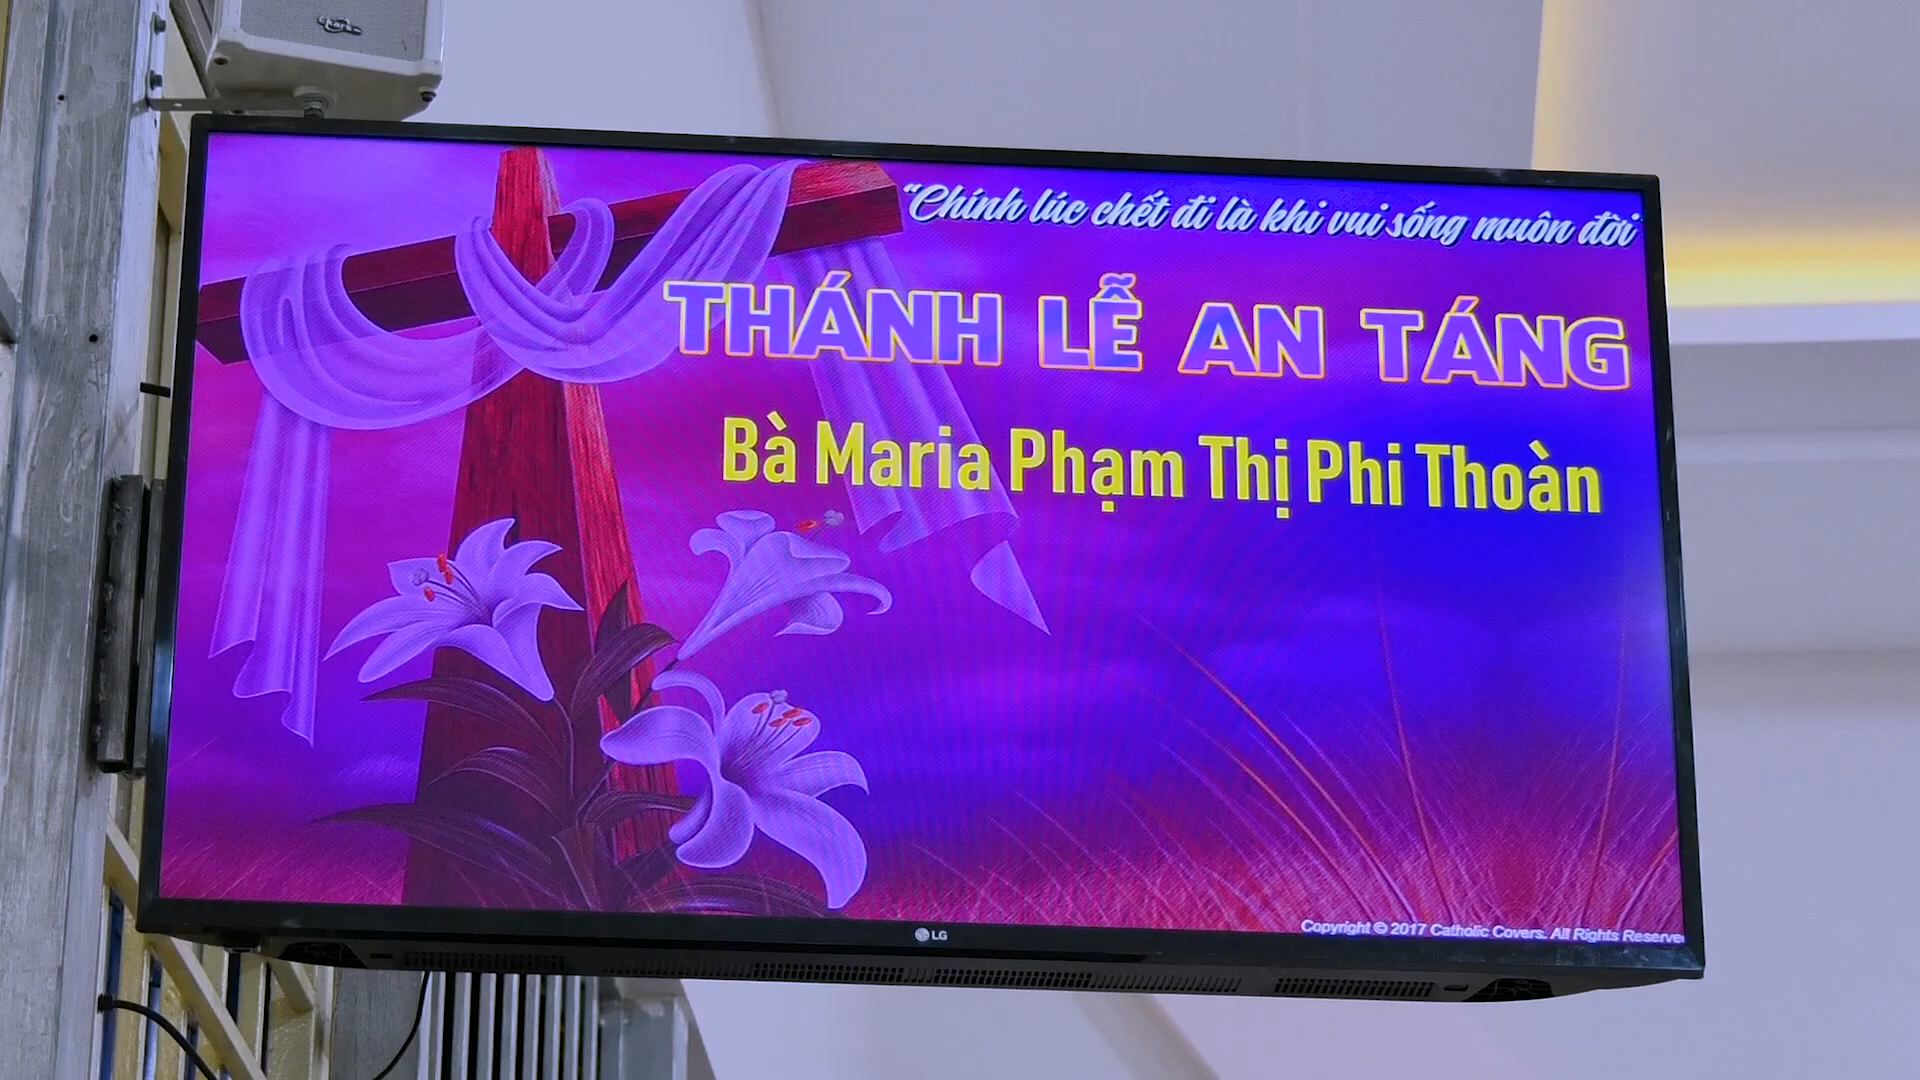 Ekara
"Chính lúc chết đi là khi vui sống muôn đời
THÁNH LỄ AN TÁNG
Bà Maria Phạm Thị Phi Thoàn
Copyright © 2017 Catholic Covers. All Rights Reserve
LG